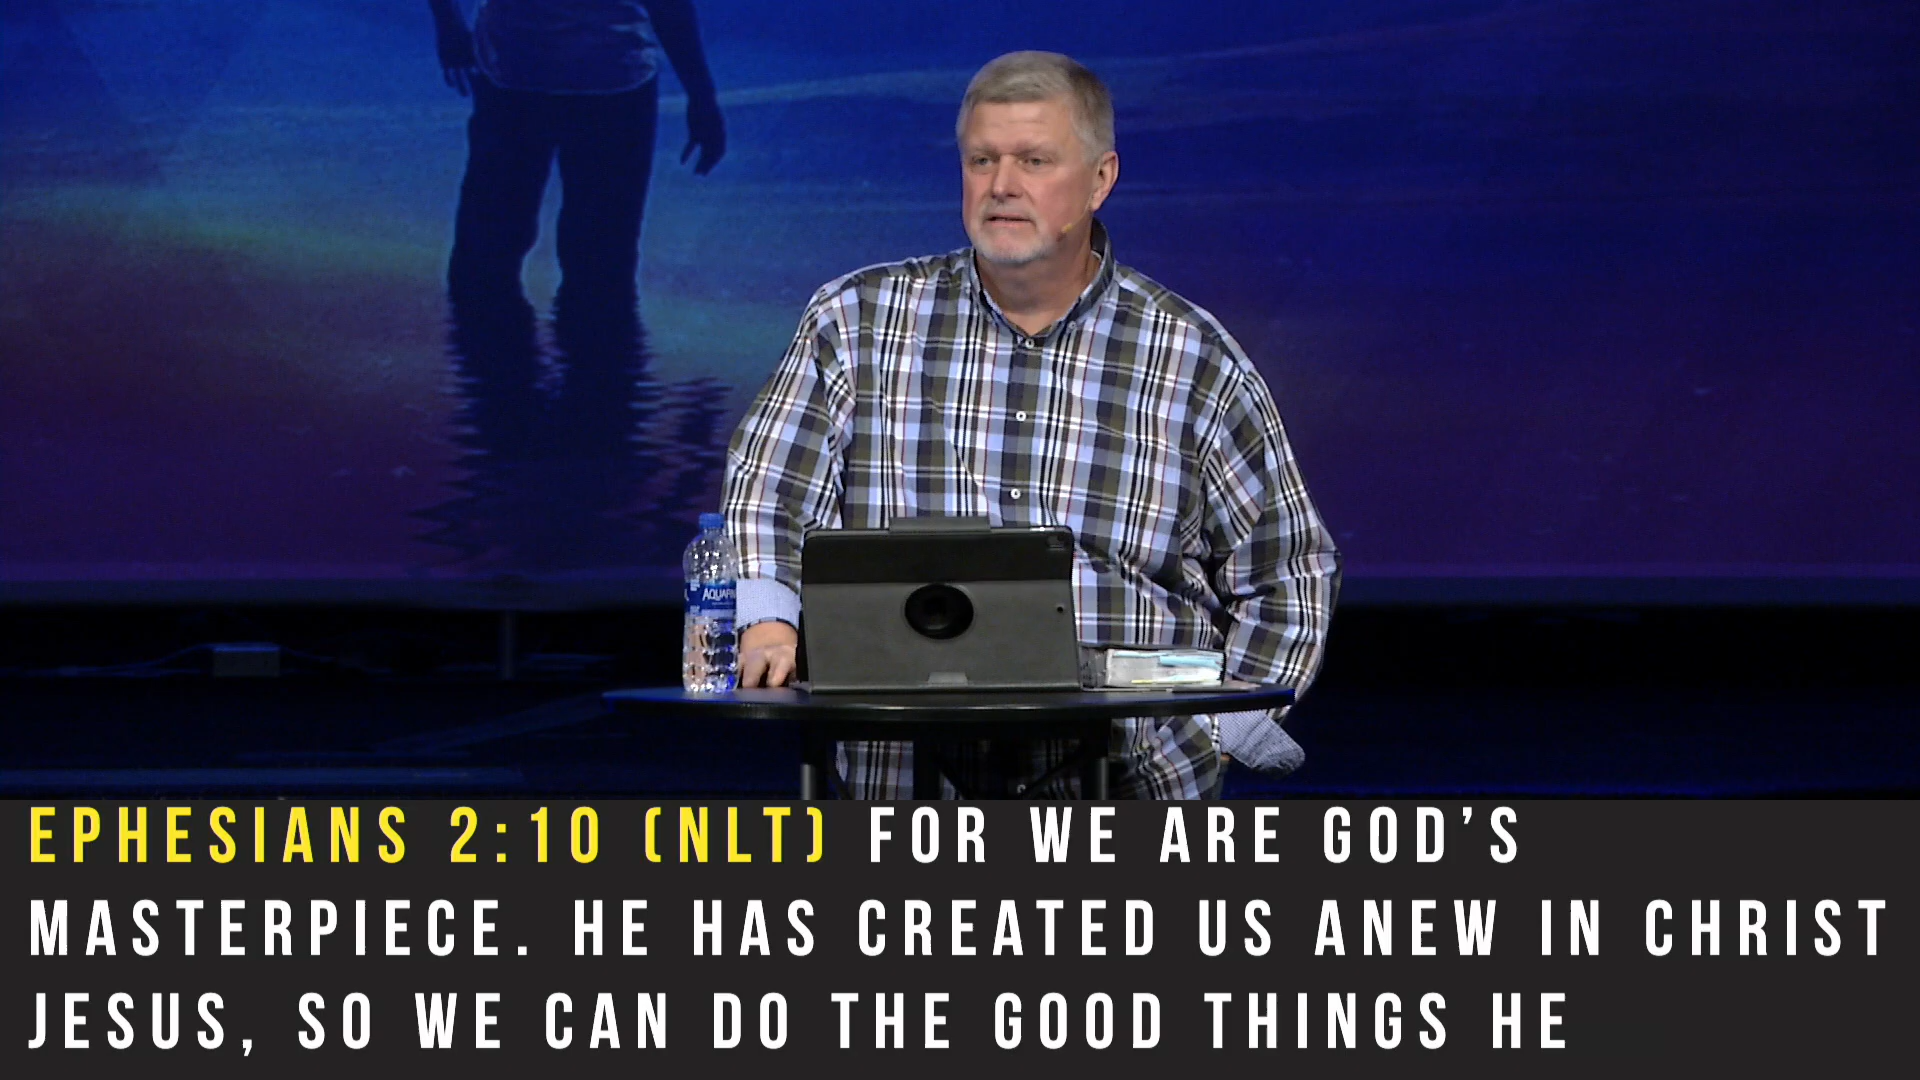 AQUAFI
EPHESIANS 2:10 (NLT) FOR WE ARE GOD’S
MASTERPIECE. HE HAS CREATED US ANEW IN CHRIST
JESUS, SO WE CAN DO THE GOOD THINGS HE